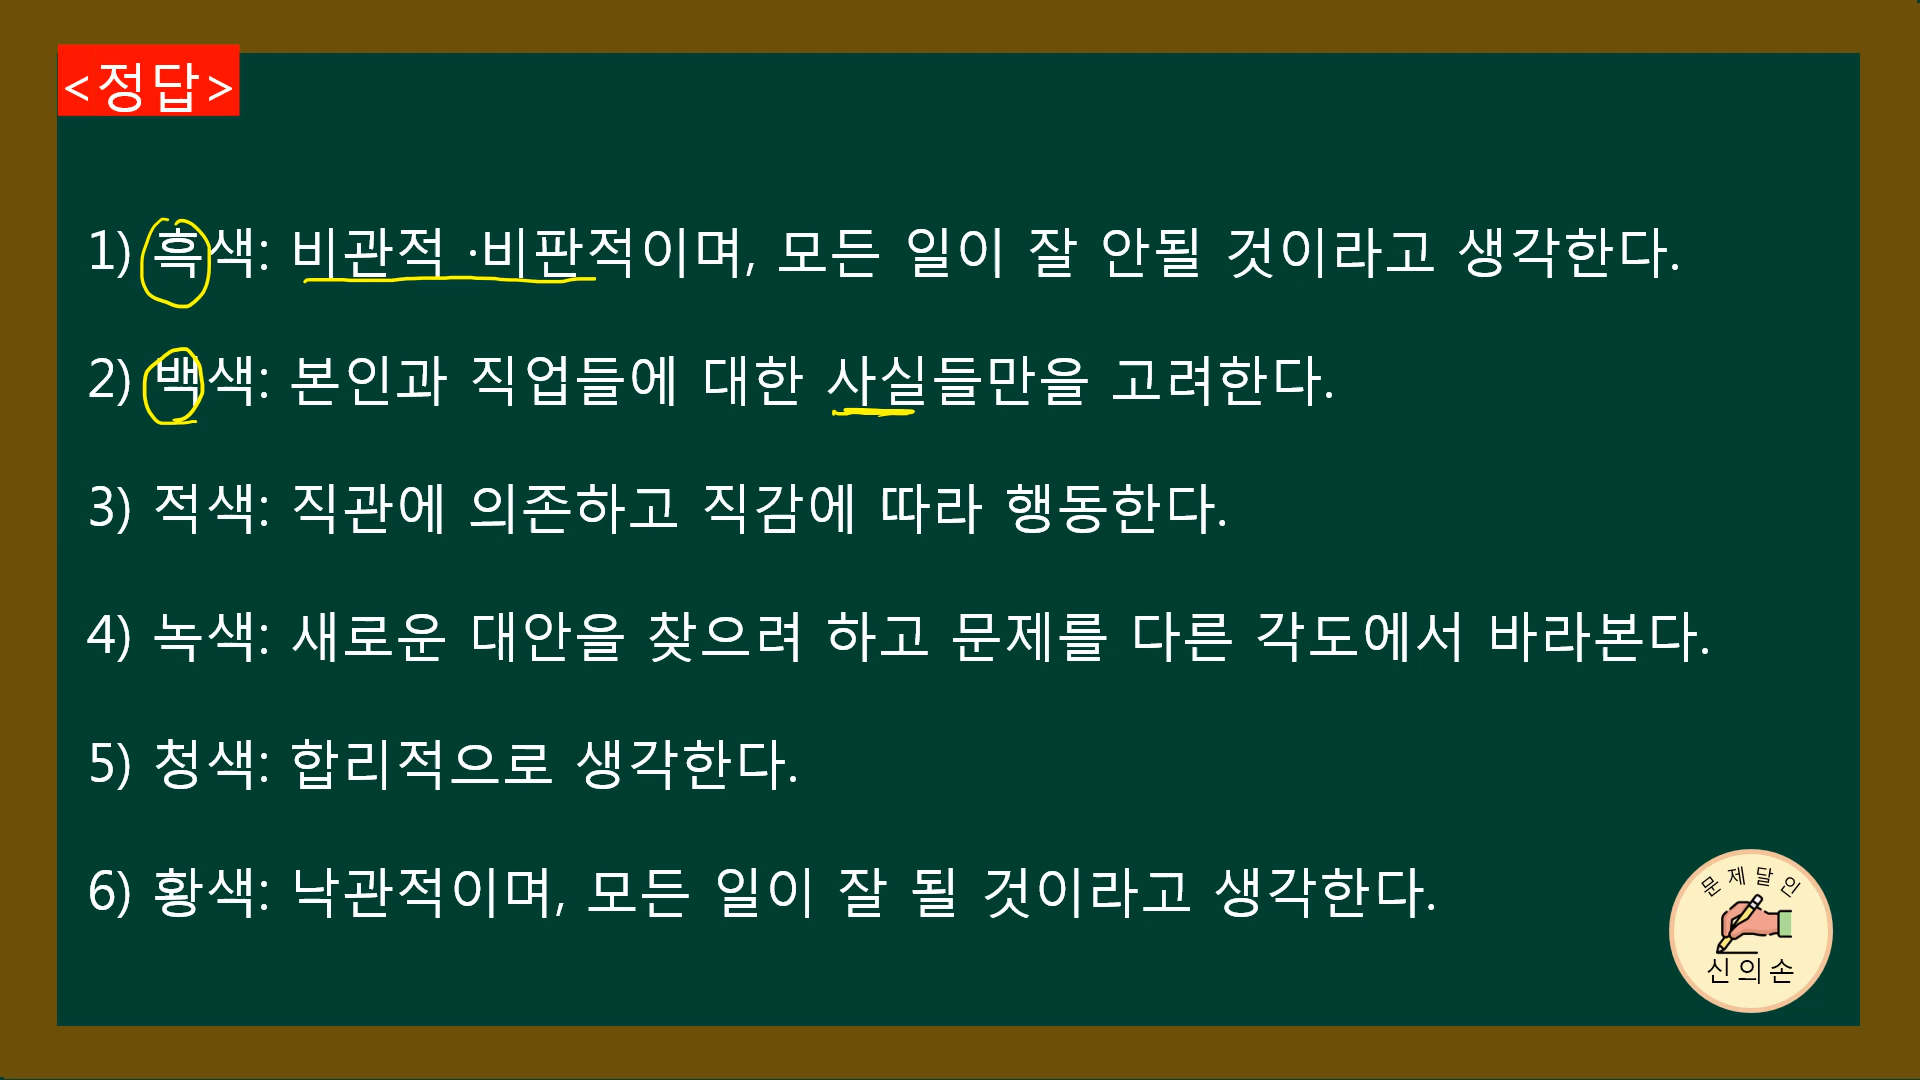 <정답>
1) 흑색: 비관적 ·비판적이며, 모든 일이 잘 안될 것이라고 생각한다.
2) 백색: 본인과 직업들에 대한 사실들만을 고려한다.
3) 적색: 직관에 의존하고 직감에 따라 행동한다.
4) 녹색: 새로운 대안을 찾으려 하고 문제를 다른 각도에서 바라본다.
5) 청색: 합리적으로 생각한다.
6) 황색: 낙관적이며, 모든 일이 잘 될 것이라고 생각한다.
문제달인
신의손